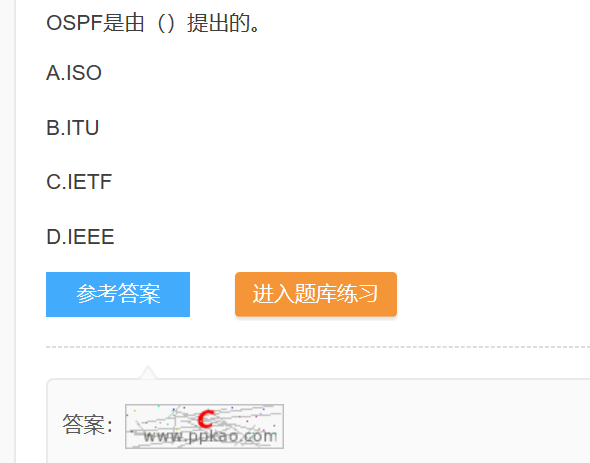 OSPF是由（）提出的。
A.ISO
B.ITU
C.IETF
D.IEEE
参考答案
进入题库练习
答案：
C
www.ppkao.com